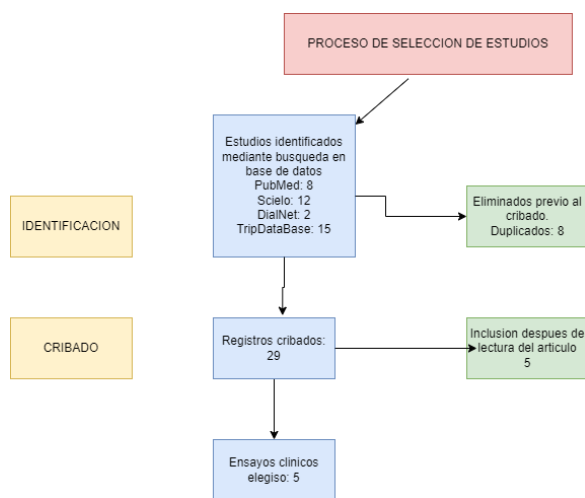 PROCESO DE SELECCION DE ESTUDIOS
Estudios identificados
mediante busqueda en
base de datos
PubMed: 8
Scielo: 12
DialNet: 2
TripDataBase: 15
IDENTIFICACION
Eliminados previo al
cribado.
Duplicados: 8
CRIBADO
Registros cribados:
29
Inclusion despues de
lectura del articulo
5
Ensayos clinicos
elegiso: 5